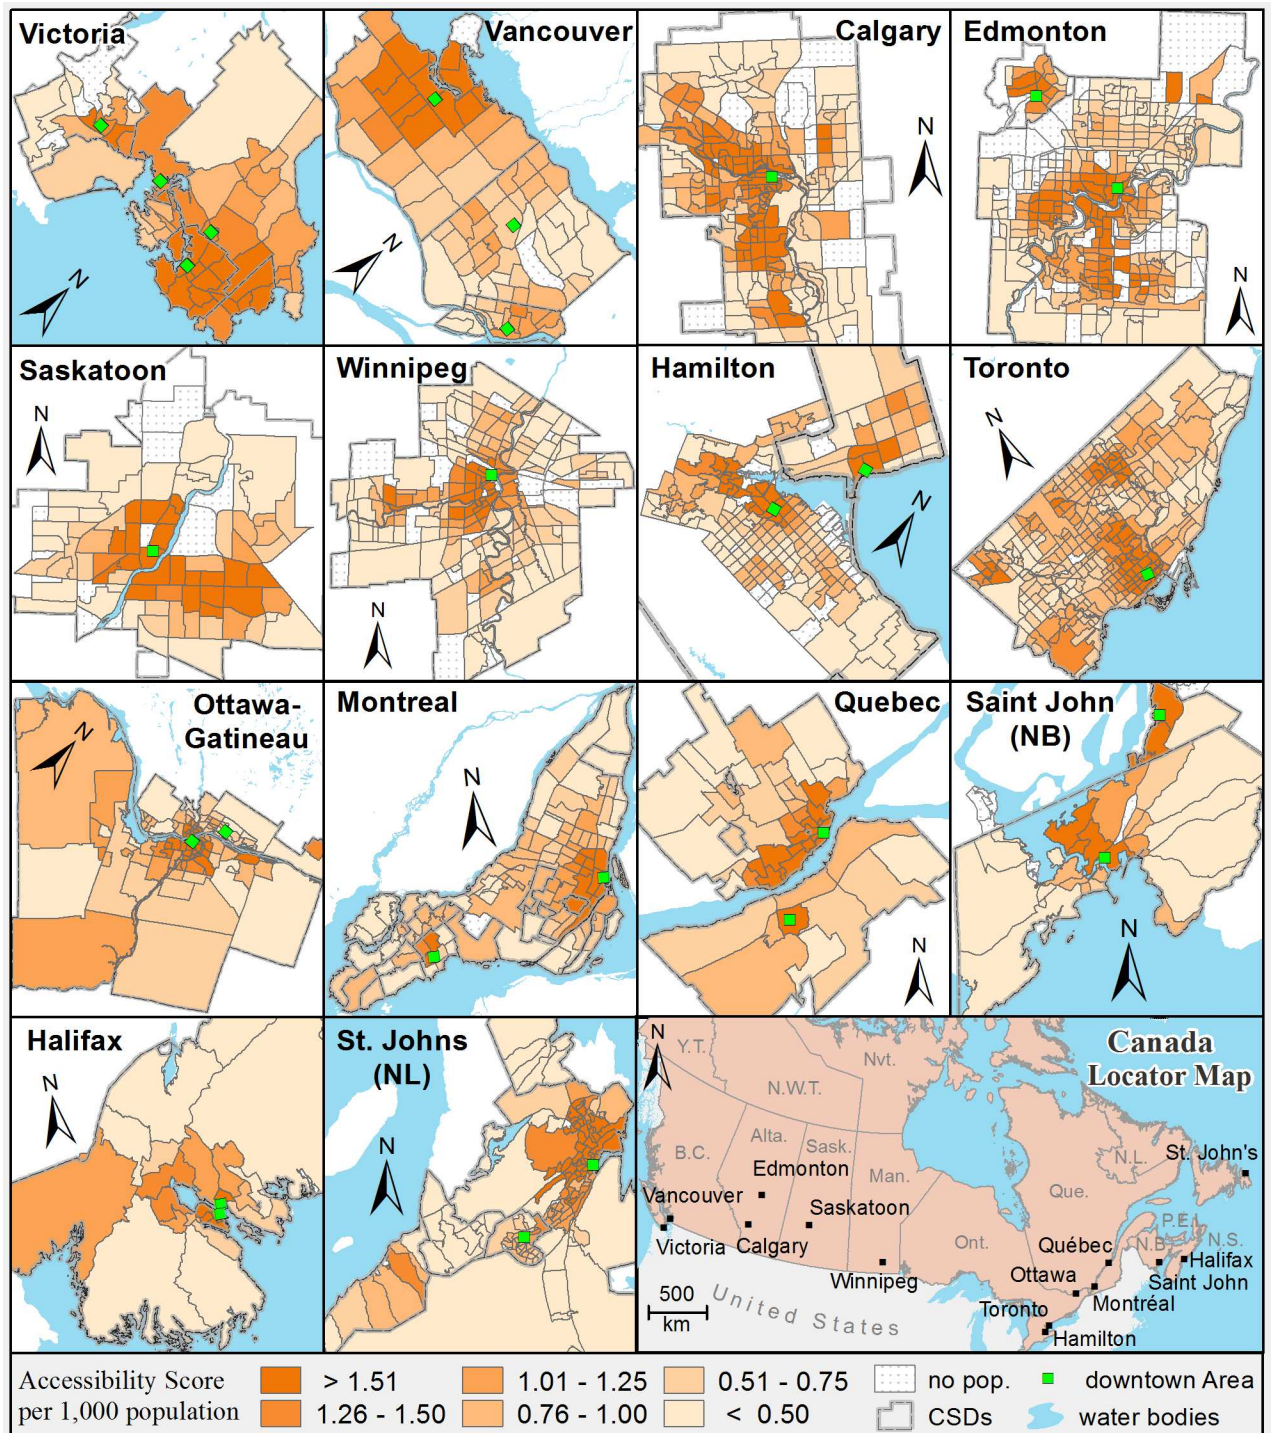 Victoria
Vancouver
Calgary
Edmonton
N
N
N
N
Saskatoon
Winnipeg
Hamilton
Toronto
N
N
N
N
Ottawa-
Gatineau
Montreal
Quebec
Saint John
(NB)
N
N
N
N
Halifax
St. Johns
(NL)
N
N
N
Canada
Locator Map
Y.T.
Nvt.
N.W.T.
B.C.
Alta.
Sask.
Man.
Ont.
Que.
N.L.
P.E.I.
N.B.
N.S.
St. John's
Edmonton
Vancouver
Saskatoon
Victoria
Calgary
Winnipeg
Québec
Halifax
Ottawa
Saint John
Montréal
Toronto
Hamilton
500
km
United States
Accessibility Score
per 1,000 population
> 1.51
1.26 - 1.50
1.01 - 1.25
0.76 - 1.00
0.51 - 0.75
< 0.50
no pop.
CSDs
downtown Area
water bodies